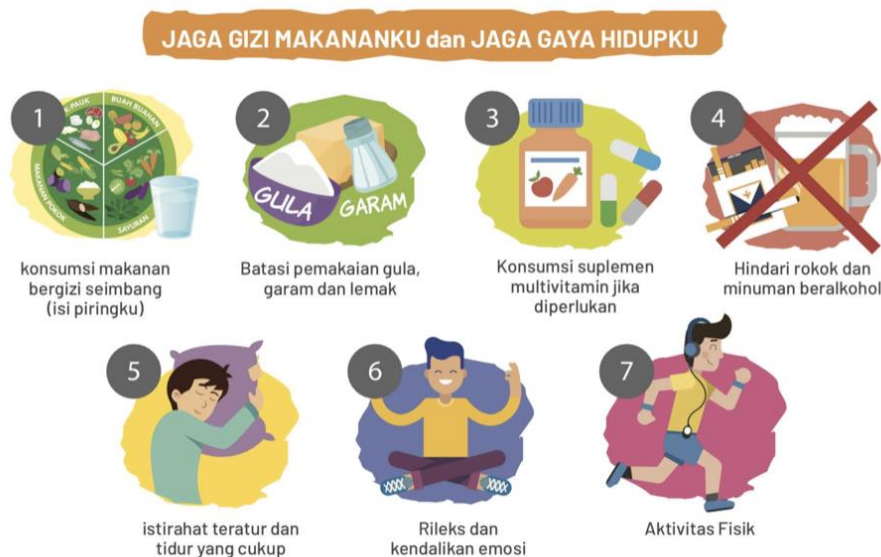 JAGA GIZI MAKANANKU dan JAGA GAYA HIDUPKU
1
BUAH BUAHAN
MAKANAN POKOK
SAYURAN
konsumsi makanan
bergizi seimbang
(isi piringku)
2
GULA
GARAM
Batasi pemakaian gula,
garam dan lemak
3
Konsumsi suplemen
multivitamin jika
diperlukan
4
Hindari rokok dan
minuman beralkohol
5
istirahat teratur dan
tidur yang cukup
6
Rileks dan
kendalikan emosi
7
Aktivitas Fisik